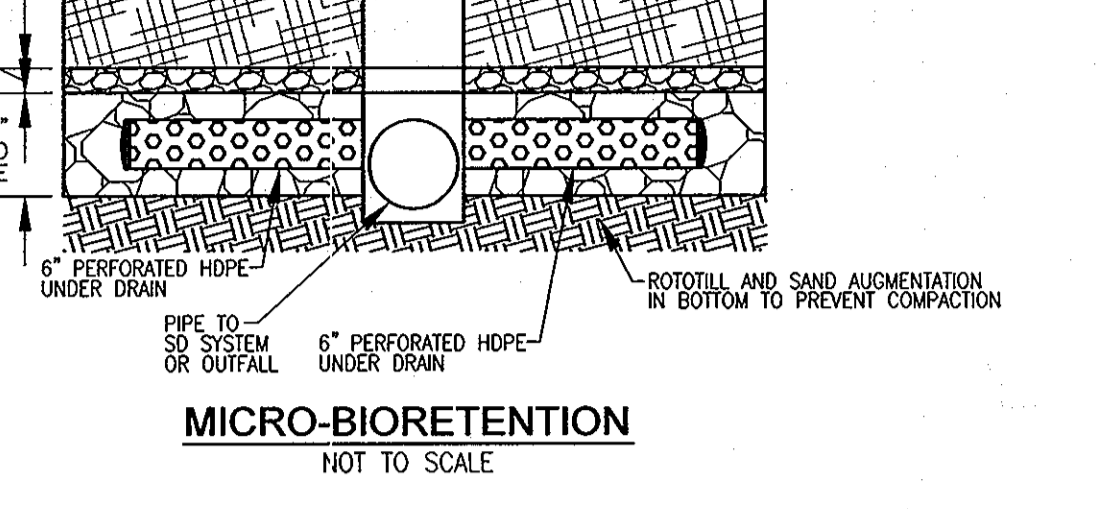 6" PERFORATED HDPE
UNDER DRAIN
PIPE TO
SD SYSTEM
OR OUTFALL
6" PERFORATED HDPE
UNDER DRAIN
ROTOTILL AND SAND AUGMENTATION
IN BOTTOM TO PREVENT COMPACTION
MICRO-BIORETENTION
NOT TO SCALE